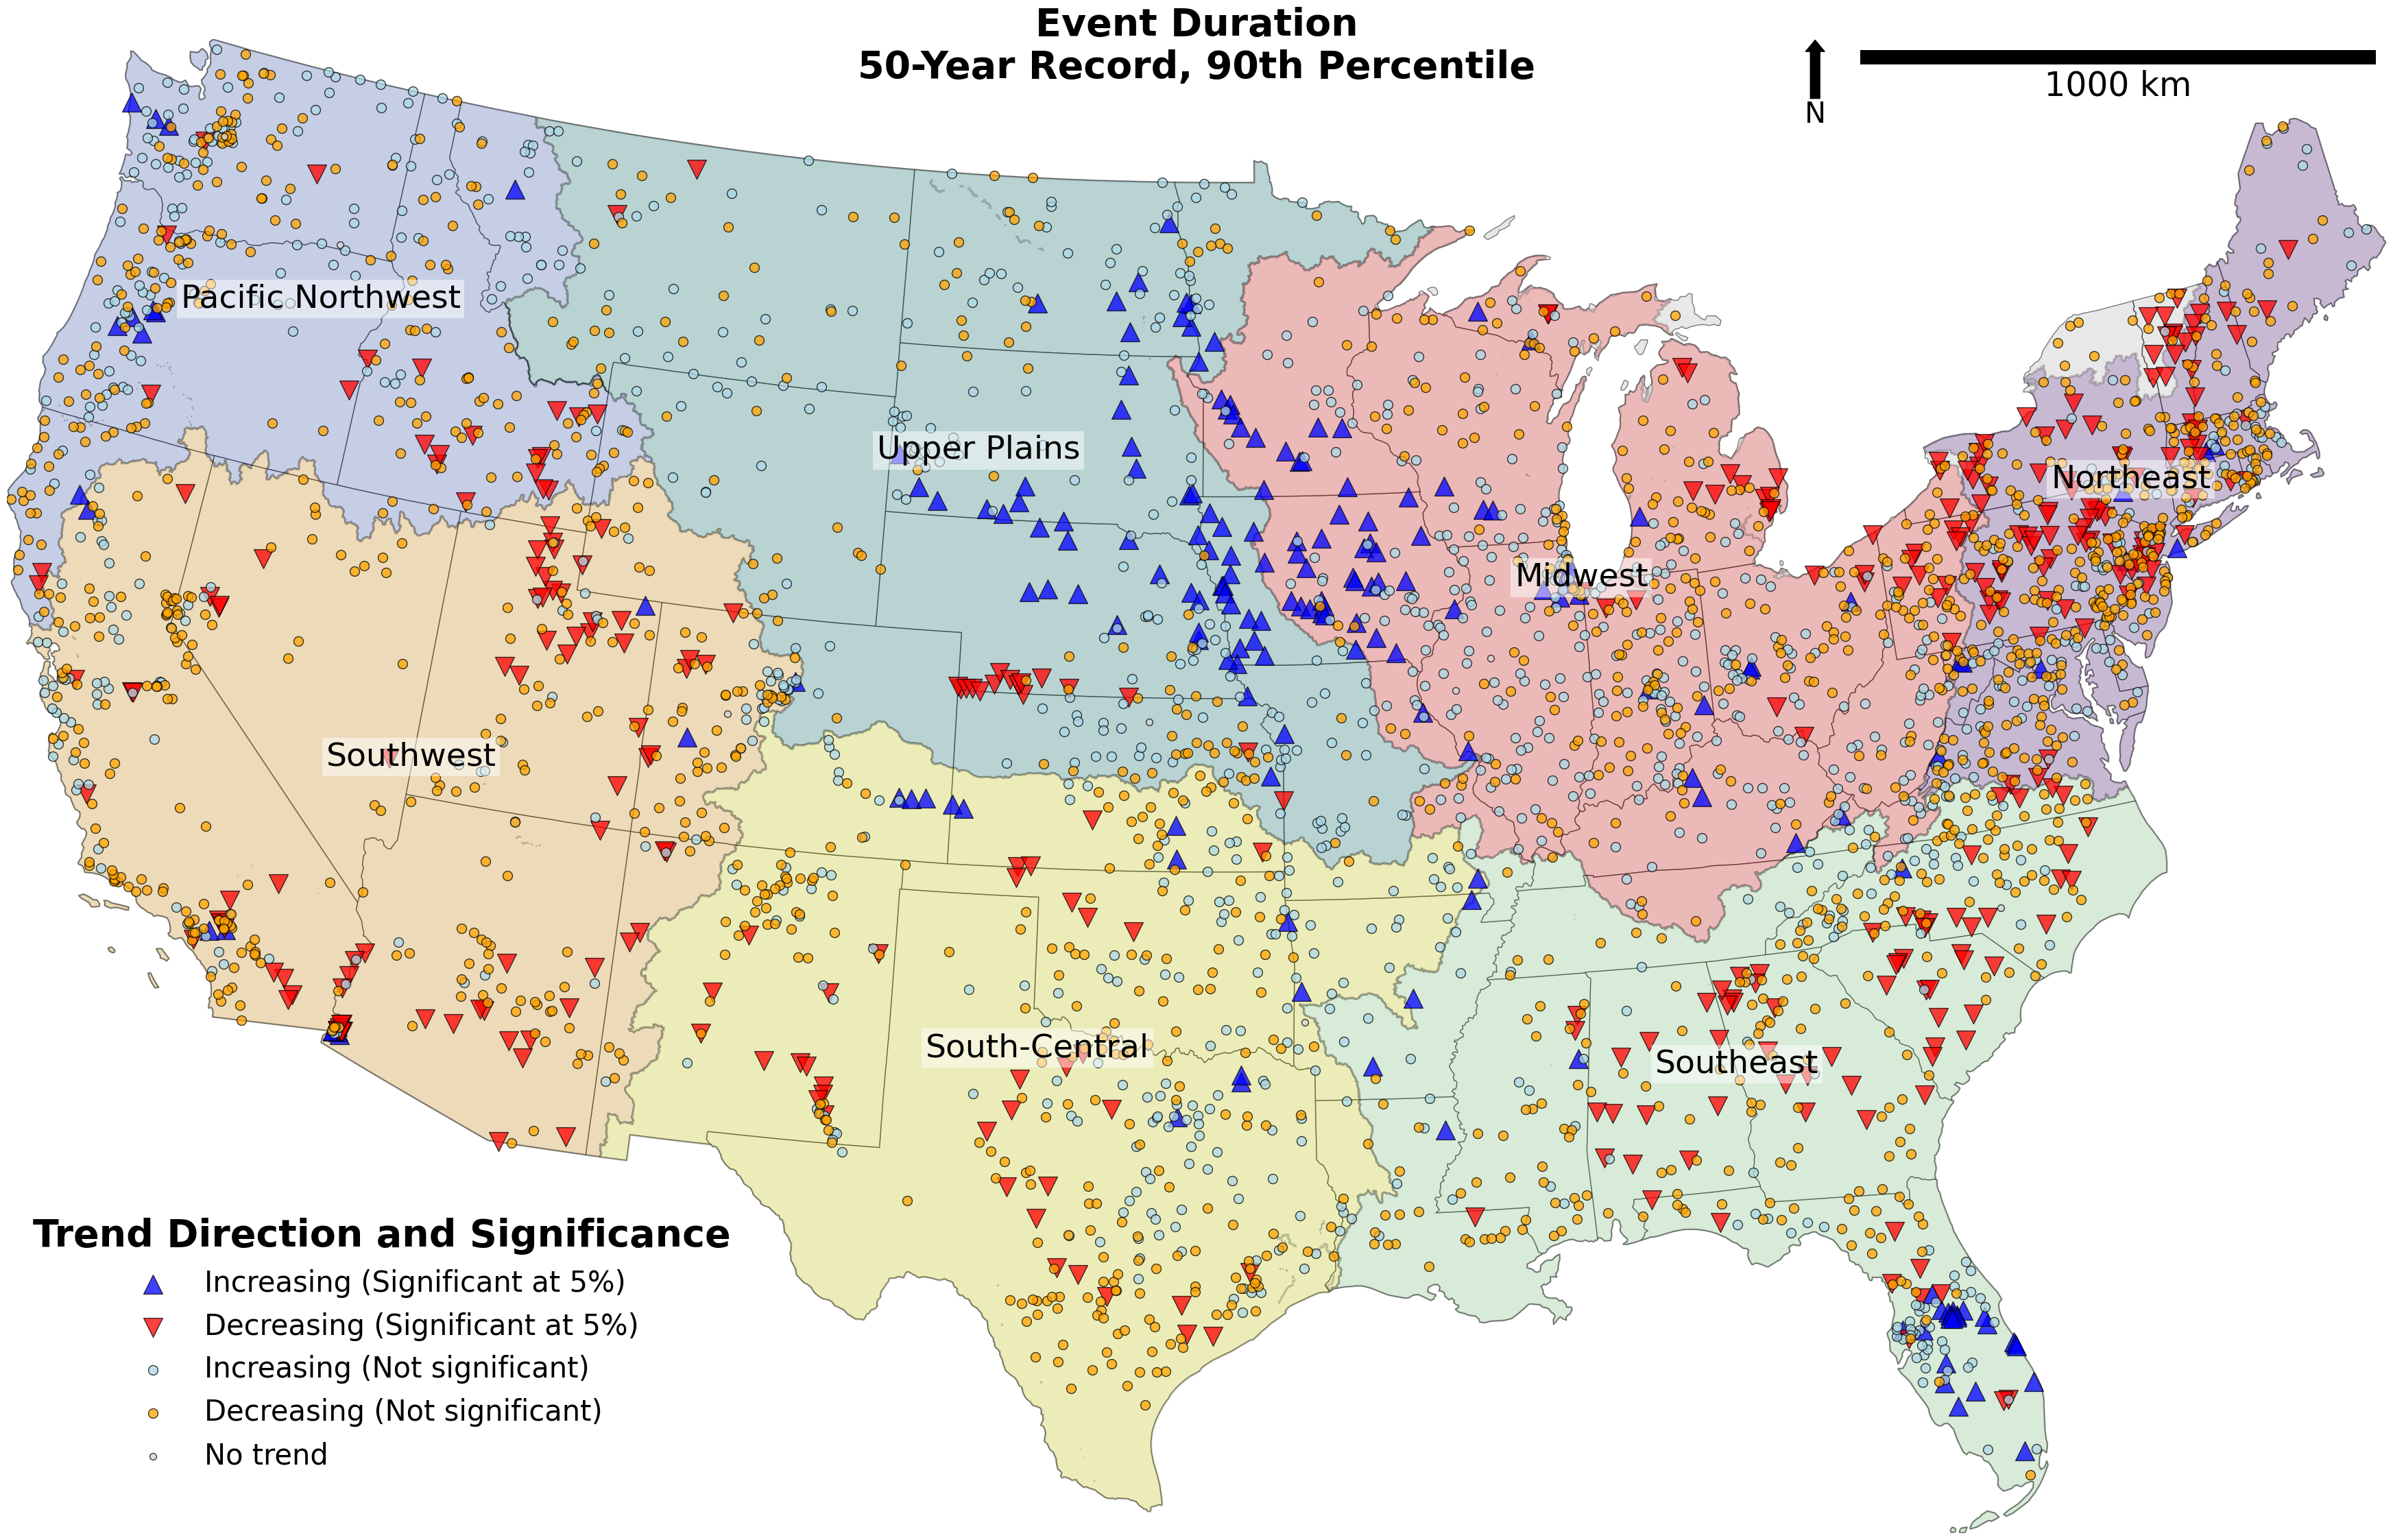 Event Duration
50-Year Record, 90th Percentile
1000 km
N
Pacific Northwest
Upper Plains
Northeast
Midwest
Southwest
South-Central
Southeast
Trend Direction and Significance
Increasing (Significant at 5%)
Decreasing (Significant at 5%)
Increasing (Not significant)
Decreasing (Not significant)
No trend